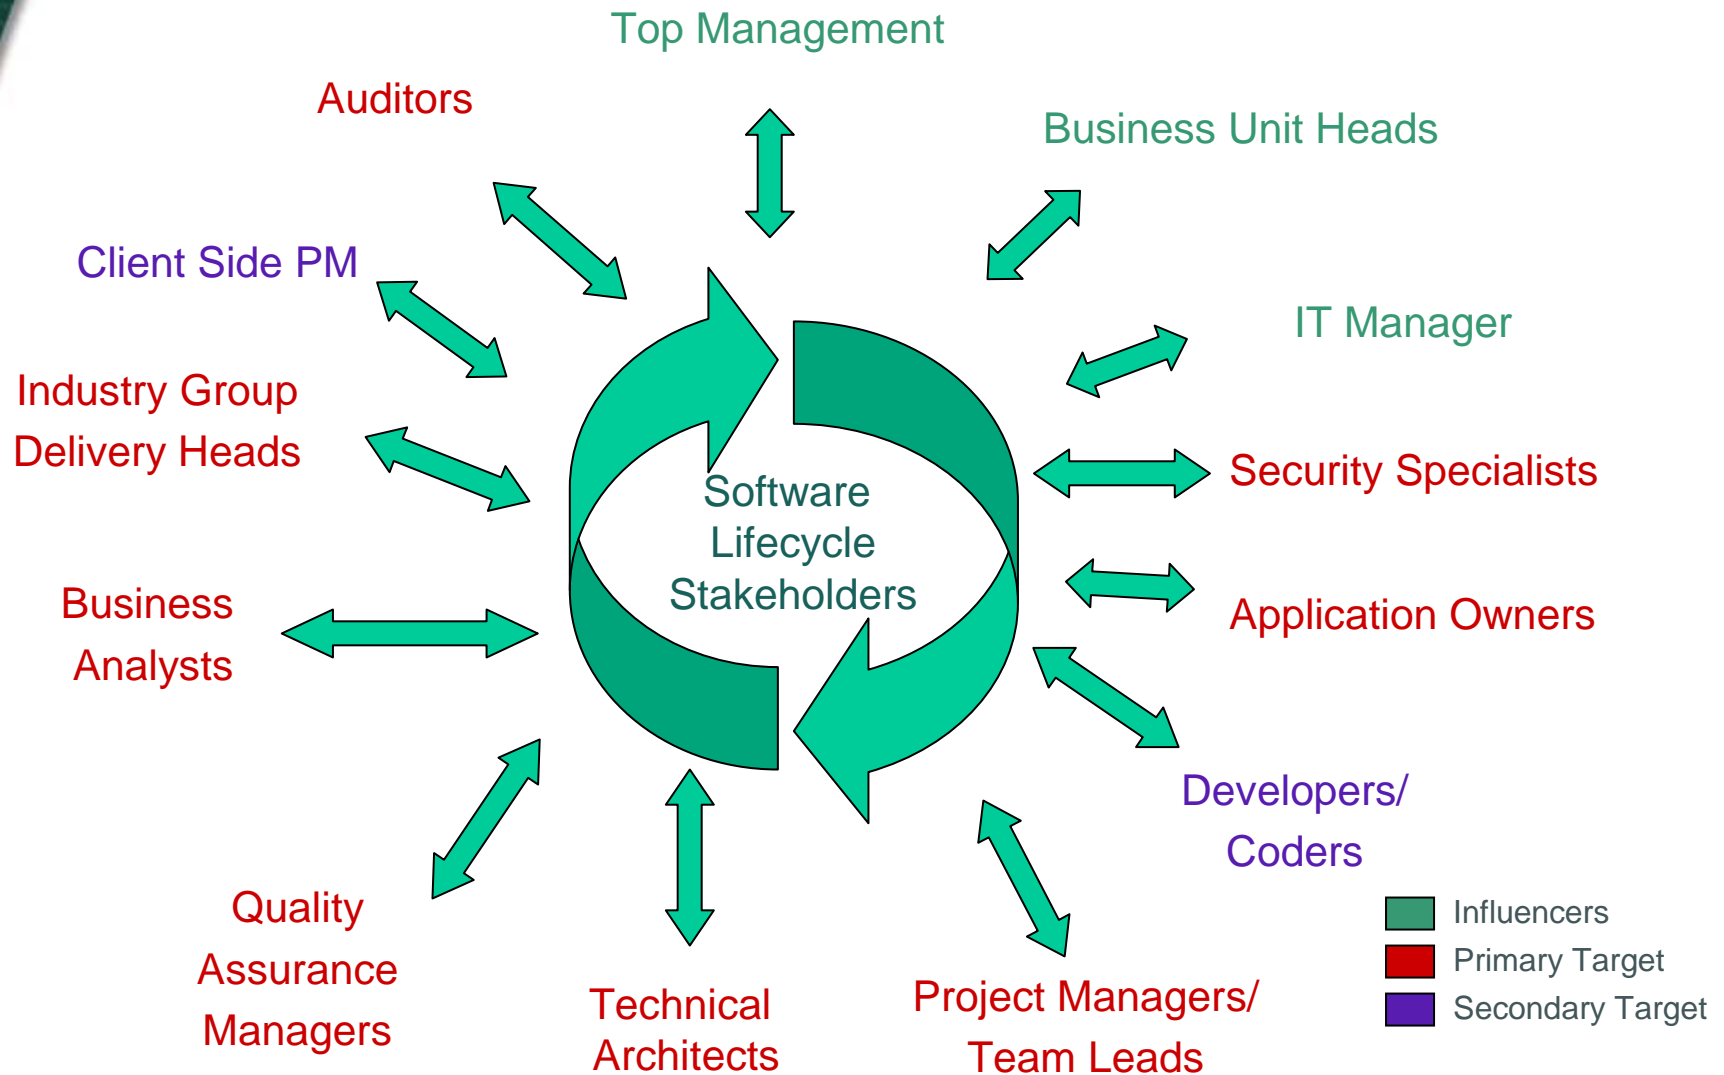 Top Management
Auditors
Business Unit Heads
Client Side PM
IT Manager
Industry Group
Delivery Heads
Security Specialists
Software
Lifecycle
Stakeholders
Business
Analysts
Application Owners
Developers/
Coders
Quality
Assurance
Managers
Technical
Architects
Project Managers/
Team Leads
Influencers
Primary Target
Secondary Target